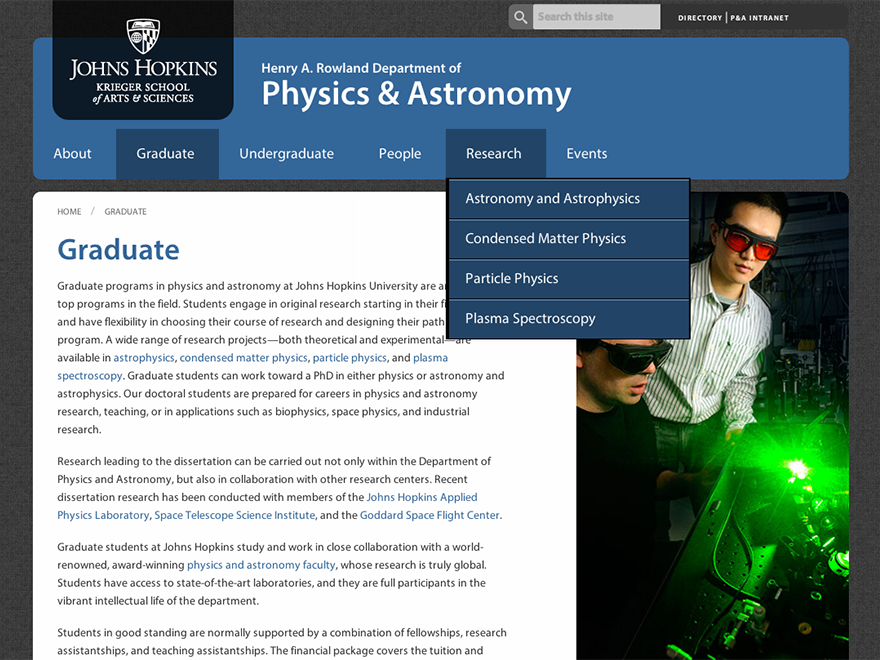 Search this site
DIRECTORY | P&A INTRANET
JOHNS HOPKINS
KRIEGER SCHOOL
of ARTS & SCIENCES
Henry A. Rowland Department of
Physics & Astronomy
About Graduate Undergraduate People Research Events
Astronomy and Astrophysics
Condensed Matter Physics
Particle Physics
Plasma Spectroscopy
HOME / GRADUATE
Graduate
Graduate programs in physics and astronomy at Johns Hopkins University are
top programs in the field. Students engage in original research starting in their
and have flexibility in choosing their course of research and designing their path
program. A wide range of research projects—both theoretical and experimental—are
available in astrophysics, condensed matter physics, particle physics, and plasma
spectroscopy. Graduate students can work toward a PhD in either physics or astronomy and
astrophysics. Our doctoral students are prepared for careers in physics and astronomy
research, teaching, or in applications such as biophysics, space physics, and industrial
research.
Research leading to the dissertation can be carried out not only within the Department of
Physics and Astronomy, but also in collaboration with other research centers. Recent
dissertation research has been conducted with members of the Johns Hopkins Applied
Physics Laboratory, Space Telescope Science Institute, and the Goddard Space Flight Center.
Graduate students at Johns Hopkins study and work in close collaboration with a world-
renowned, award-winning physics and astronomy faculty, whose research is truly global.
Students have access to state-of-the-art laboratories, and they are full participants in the
vibrant intellectual life of the department.
Students in good standing are normally supported by a combination of fellowships, research
assistantships, and teaching assistantships. The financial package covers the tuition and